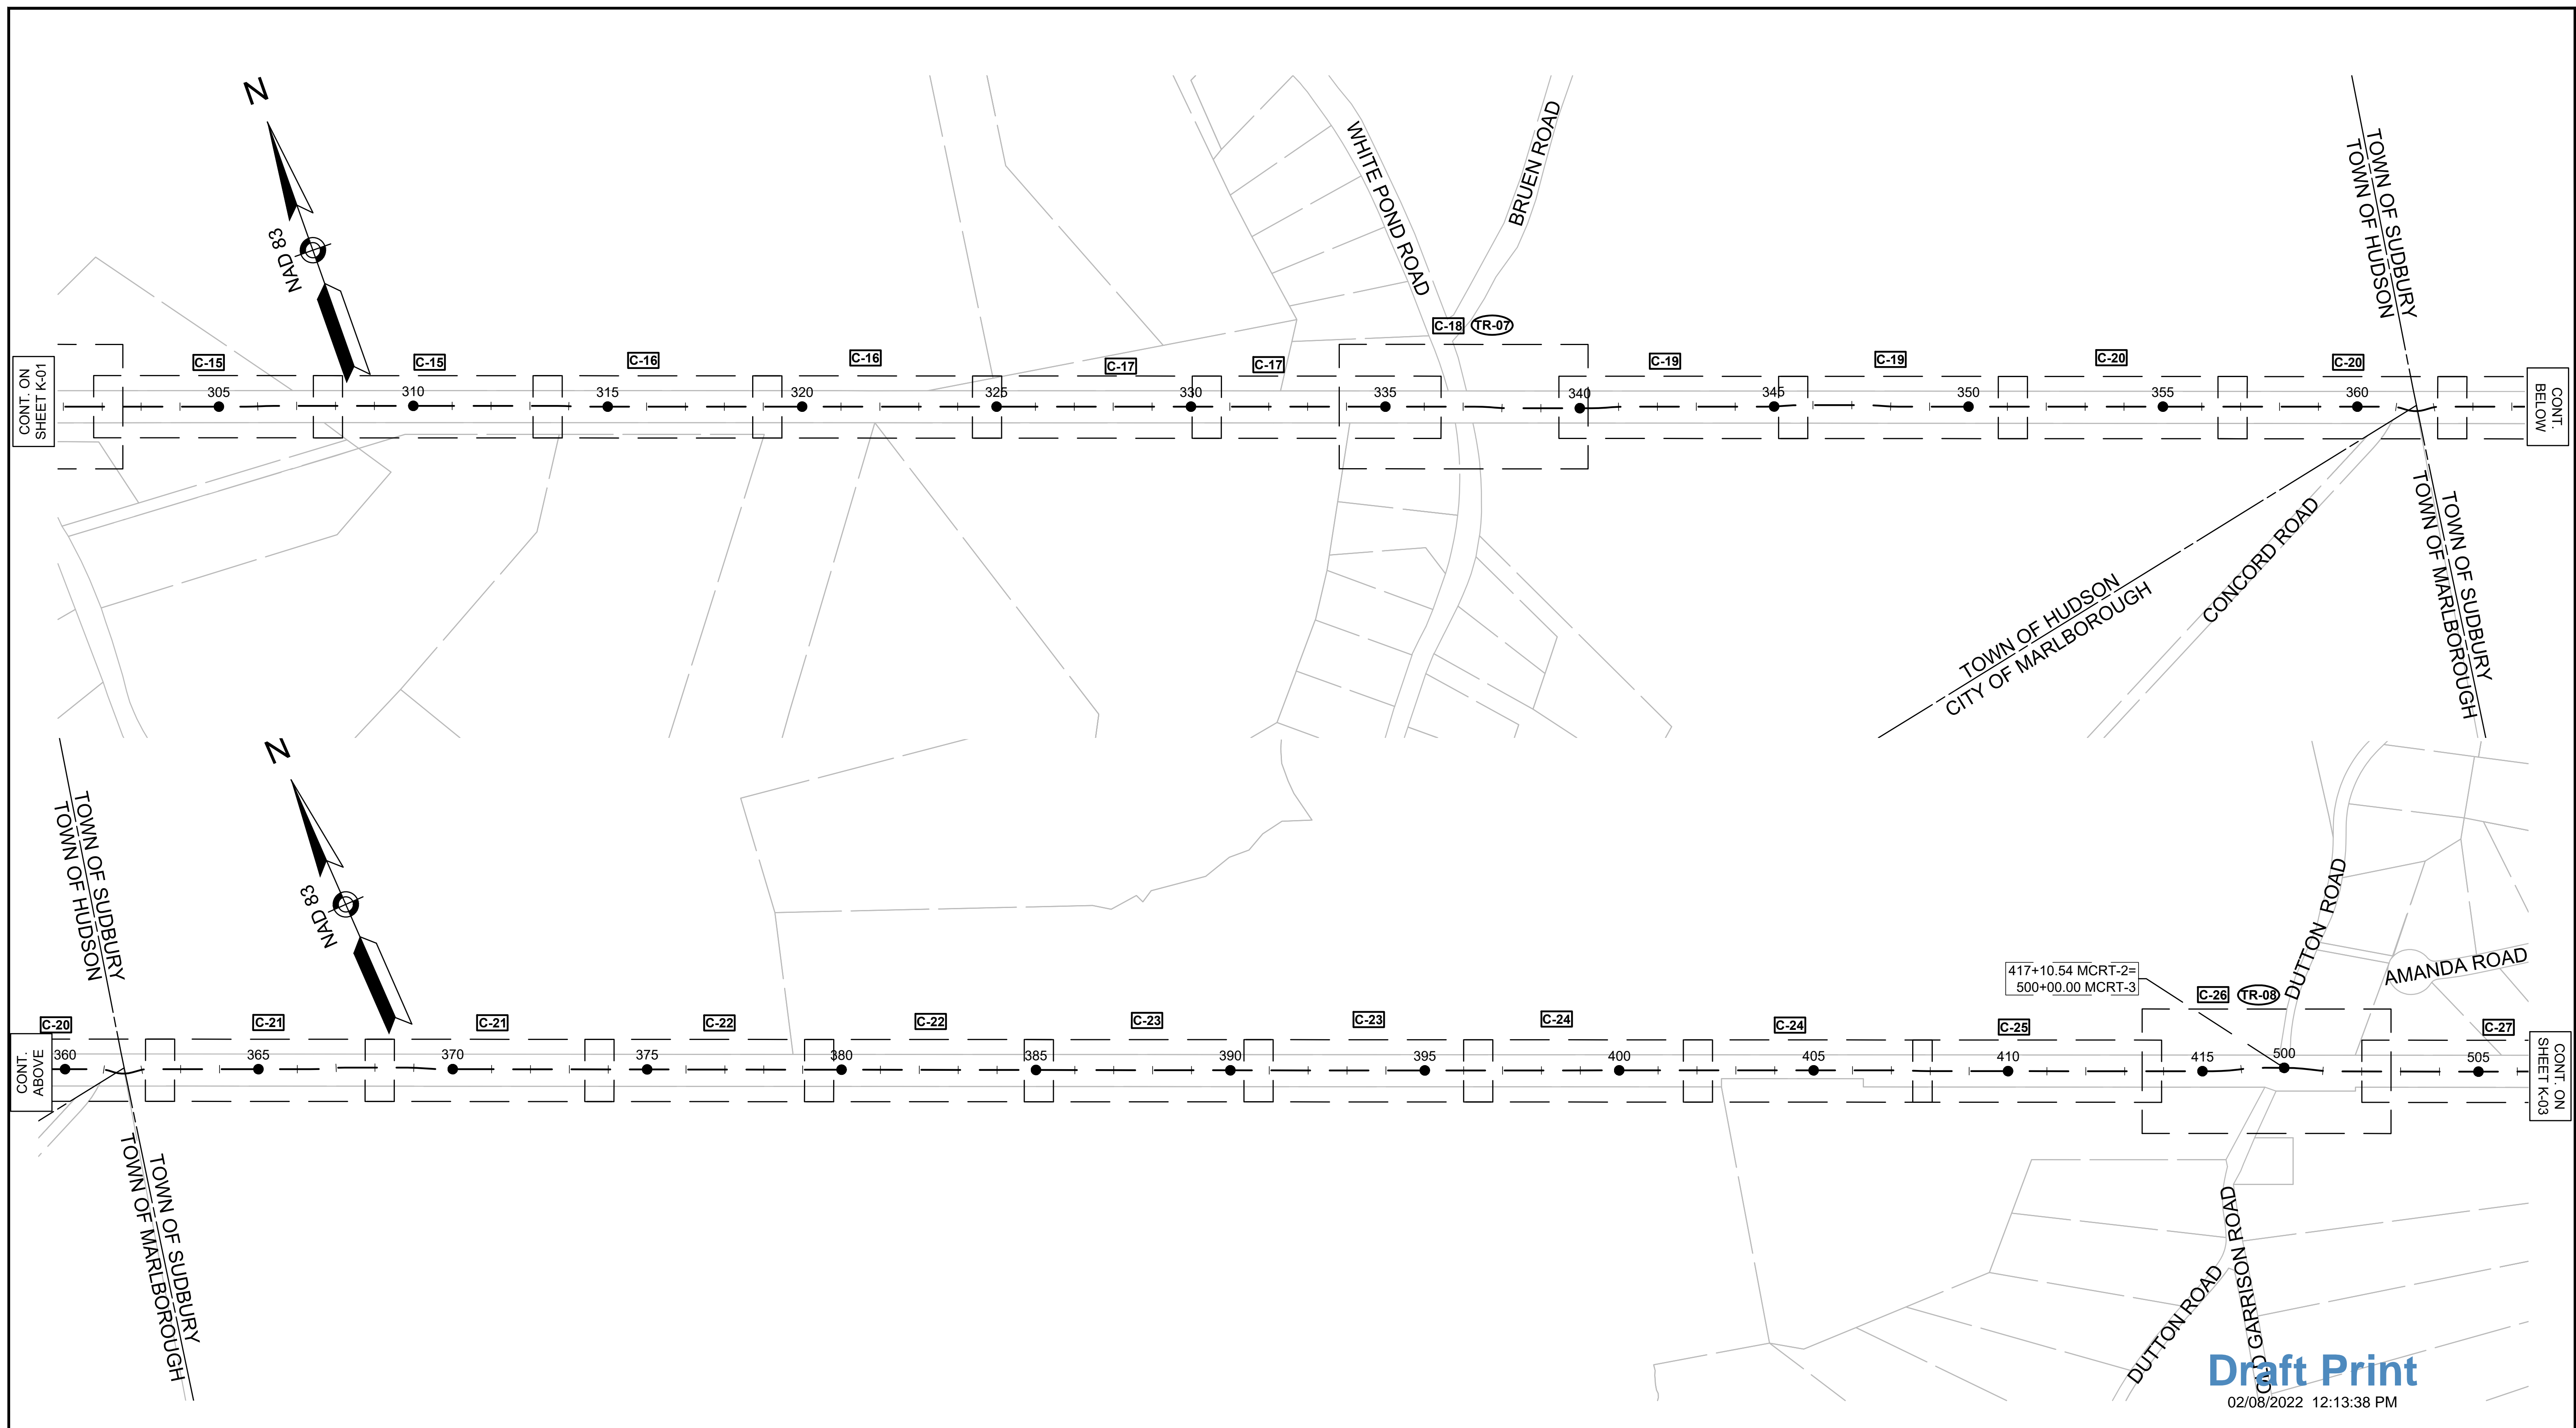 N
NAD 83
WHITE POND ROAD
BRUEN ROAD
TOWN OF SUDBURY
TOWN OF HUDSON
C-18 TR-07
CONT. ON
SHEET K-01
C-15
C-15
C-16
C-16
C-17
C-17
C-19
C-19
C-20
C-20
305
310
315
320
325
330
335
340
345
350
355
360
CONT.
BELOW
TOWN OF HUDSON
CITY OF MARLBOROUGH
CONCORD ROAD
TOWN OF SUDBURY
TOWN OF MARLBOROUGH
N
NAD 83
TOWN OF SUDBURY
TOWN OF HUDSON
DUTTON ROAD
AMANDA ROAD
417+10.54 MCRT-2=
500+00.00 MCRT-3
C-26 TR-08
CONT.
ABOVE
C-20
C-21
C-21
C-22
C-22
C-23
C-23
C-24
C-24
C-25
C-27
360
365
370
375
380
385
390
395
400
405
410
415
500
505
CONT. ON
SHEET K-03
TOWN OF SUDBURY
TOWN OF MARLBOROUGH
DUTTON ROAD
OLD GARRISON ROAD
Draft Print
02/08/2022 12:13:38 PM